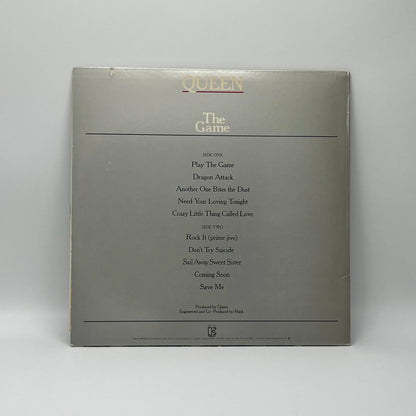 QUEEN
The
Game
SIDE ONE
Play The Game
Dragon Attack
Another One Bites the Dust
Need Your Loving Tonight
Crazy Little Thing Called Love
SIDE TWO
Rock It (prime jive)
Don't Try Suicide
Sail Away Sweet Sister
Coming Soon
Save Me
Produced by Queen
Engineered and Co-Produced by Mack